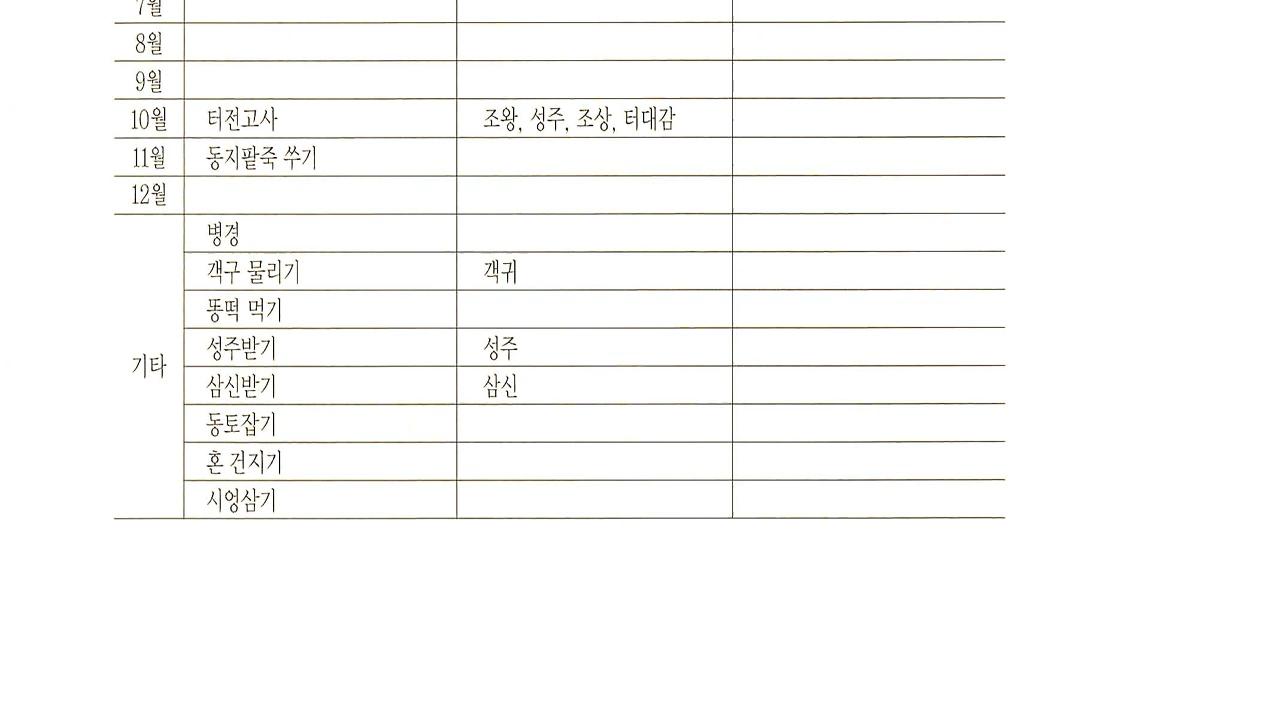 7월
8월
9월
10월 터전고사 조왕, 성주, 조상, 터대감
11월 동지팥죽 쑤기
12월
병경
객구 물리기 객귀
똥떡 먹기
성주받기 성주
기타
삼신받기 삼신
동토잡기
혼 건지기
시엉삼기